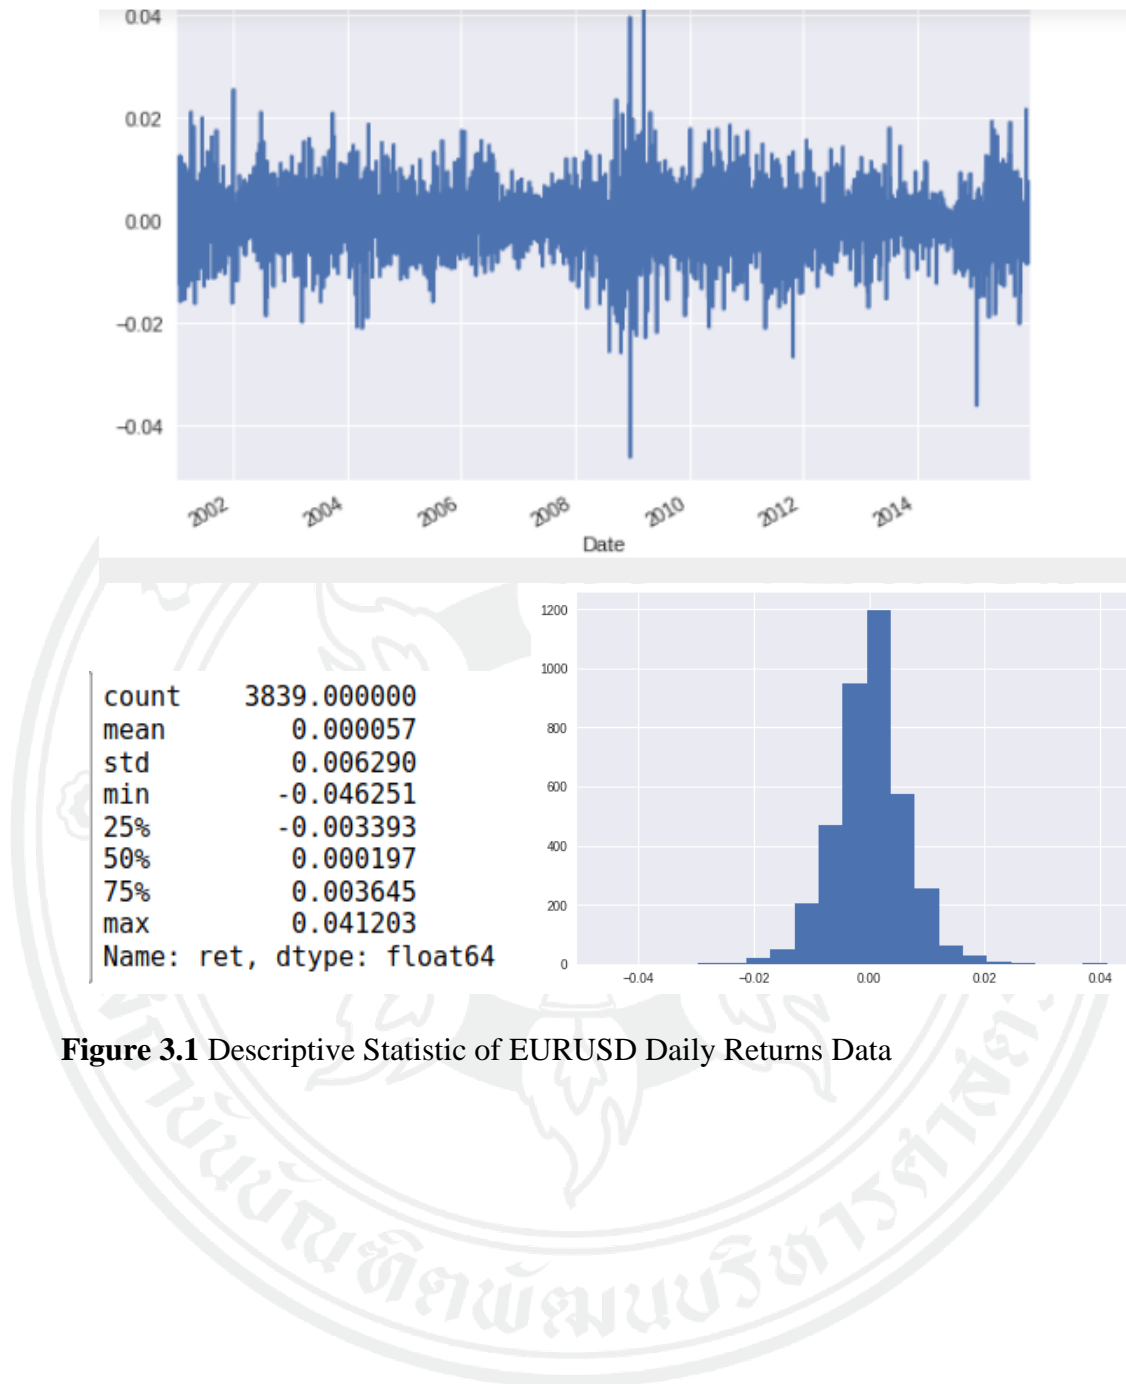 0.04
0.02
0.00
−0.02
−0.04
2002 2004 2006 2008 2010 2012 2014
Date
1200
1000
800
600
400
200
0
−0.04 −0.02 0.00 0.02 0.04
count 3839.000000
mean 0.000057
std 0.006290
min -0.046251
25% -0.003393
50% 0.000197
75% 0.003645
max 0.041203
Name: ret, dtype: float64
Figure 3.1 Descriptive Statistic of EURUSD Daily Returns Data